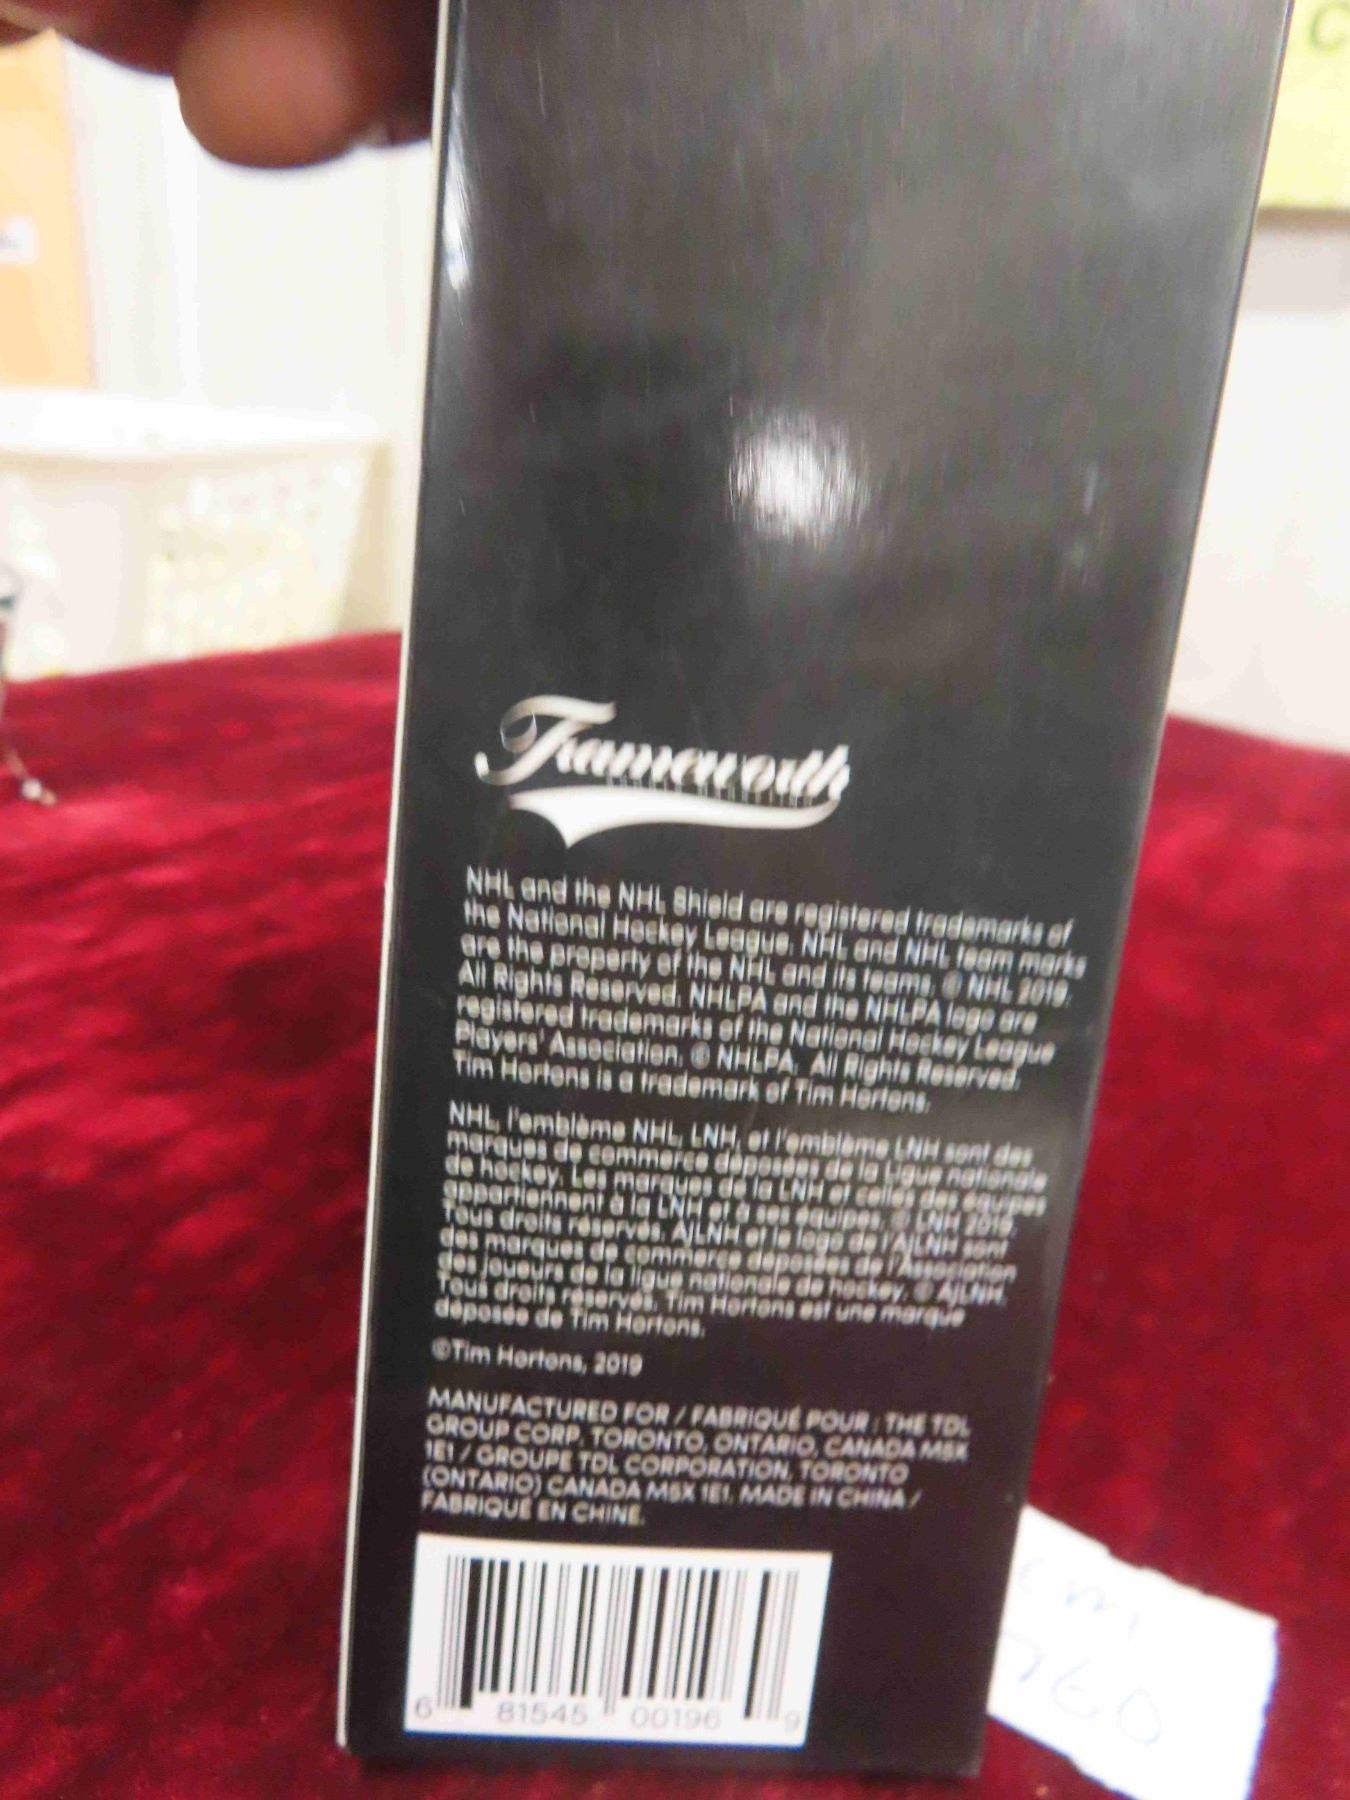 C
Frameworth
NHL and the NHL Shield are registered trademarks of
the National Hockey League. NHL and NHL team marks
are the property of the NHL and its teams. © NHL 2019.
All Rights Reserved. NHLPA and the NHLPA logo are
registered trademarks of the National Hockey League
Players' Association. © NHLPA. All Rights Reserved.
Tim Hortons is a trademark of Tim Hortons.
NHL, l'emblème NHL, LNH, et l'emblème LNH sont des
marques de commerce déposées de la Ligue nationale
de hockey. Les marques de la LNH et celles des équipes
appartiennent à la LNH et à ses équipes. © LNH 2019.
Tous droits réservés. AJLNH et le logo de l'AJLNH sont
des marques de commerce déposées de l'Association
des joueurs de la ligue nationale de hockey. © AJLNH.
Tous droits réservés. Tim Hortons est une marque
déposée de Tim Hortons.
©Tim Hortons, 2019
MANUFACTURED FOR / FABRIQUÉ POUR : THE TDL
GROUP CORP. TORONTO, ONTARIO, CANADA M5X
1E1 / GROUPE TDL CORPORATION, TORONTO
(ONTARIO) CANADA M5X 1E1. MADE IN CHINA /
FABRIQUÉ EN CHINE.
6 81545 00196 9
cm
760